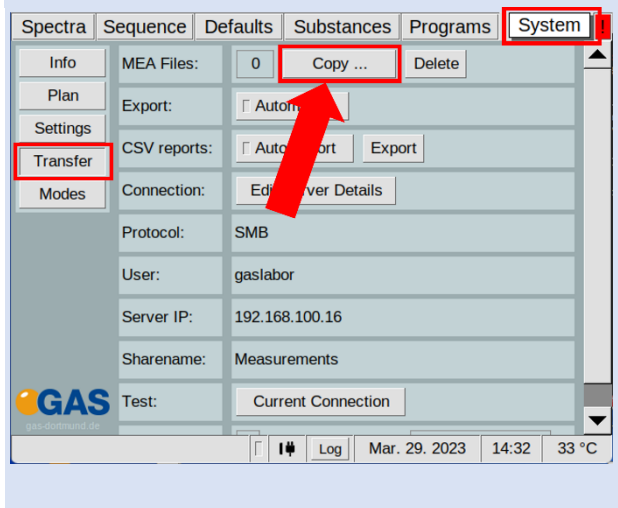 Spectra Sequence Defaults Substances Programs System !
Info
Plan
Settings
Transfer
Modes
MEA Files: 0 Copy ... Delete
Export:
CSV reports: Export
Connection: Server Details
Protocol: SMB
User: gaslabor
Server IP: 192.168.100.16
Sharename: Measurements
Test: Current Connection
GAS
gas-dortmund.de
Log Mar. 29. 2023 14:32 33 °C